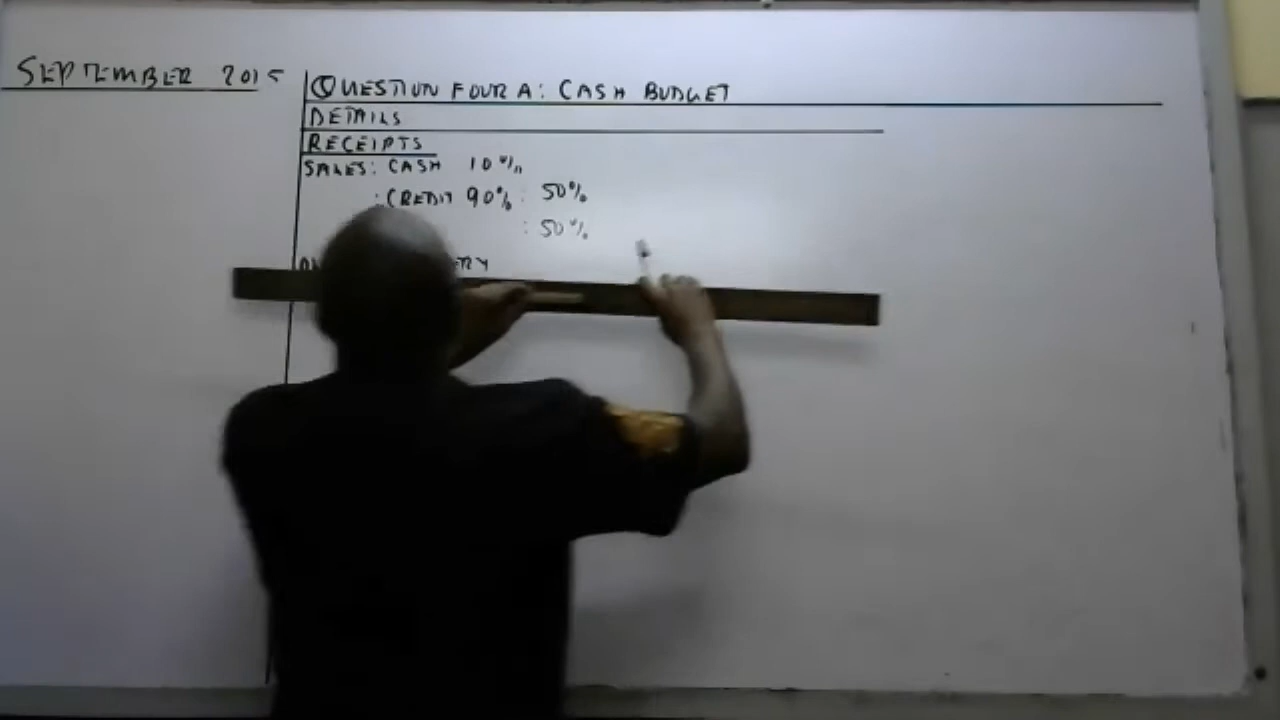 SEPTEMBER 2015
QUESTION FOUR A: CASH BUDGET
DETAILS
RECEIPTS
SALES: CASH 10%
: CREDIT 90% : 50%
: 50%